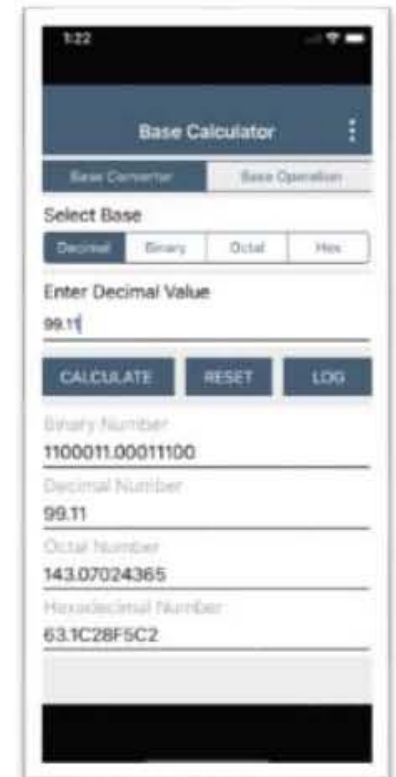 1:22
Base Calculator
Base Converter Base Operation
Select Base
Decimal Binary Octal Hex
Enter Decimal Value
99.11
CALCULATE RESET LOG
Binary Number
1100011.00011100
Decimal Number
99.11
Octal Number
143.07024365
Hexadecimal Number
63.1C28F5C2